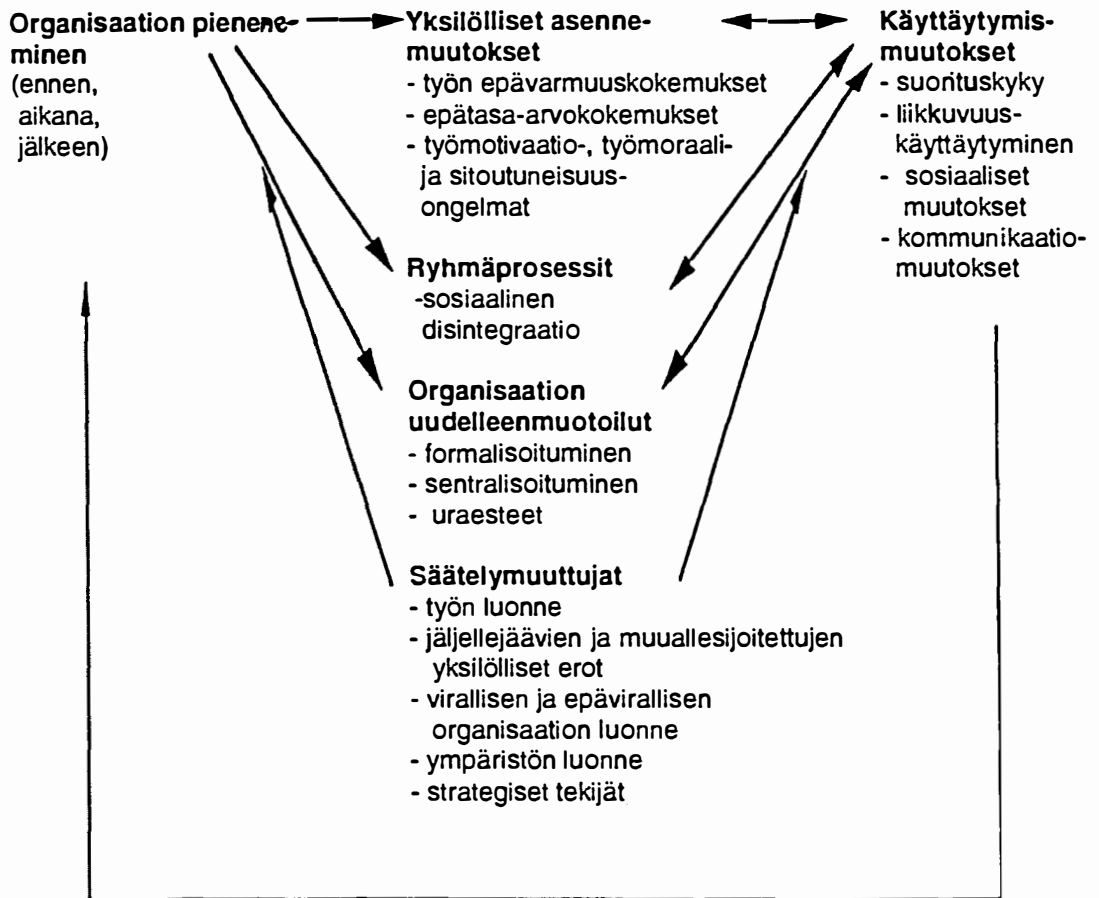 Organisaation pienene-
minen
(ennen,
aikana,
jälkeen)
Yksilölliset asenne-
muutokset
- työn epävarmuuskokemukset
- epätasa-arvokokemukset
- työmotivaatio-, työmoraali-
ja sitoutuneisuus-
ongelmat
Käyttäytymis-
muutokset
- suorituskyky
- liikkuvuus-
käyttäytyminen
- sosiaaliset
muutokset
- kommunikaatio-
muutokset
Ryhmäprosessit
-sosiaalinen
disintegraatio
Organisaation
uudelleenmuotoilut
- formalisoituminen
- sentralisoituminen
- uraesteet
Säätelymuuttujat
- työn luonne
- jäljellejäävien ja muuallesijoitettujen
yksilölliset erot
- virallisen ja epävirallisen
organisaation luonne
- ympäristön luonne
- strategiset tekijät